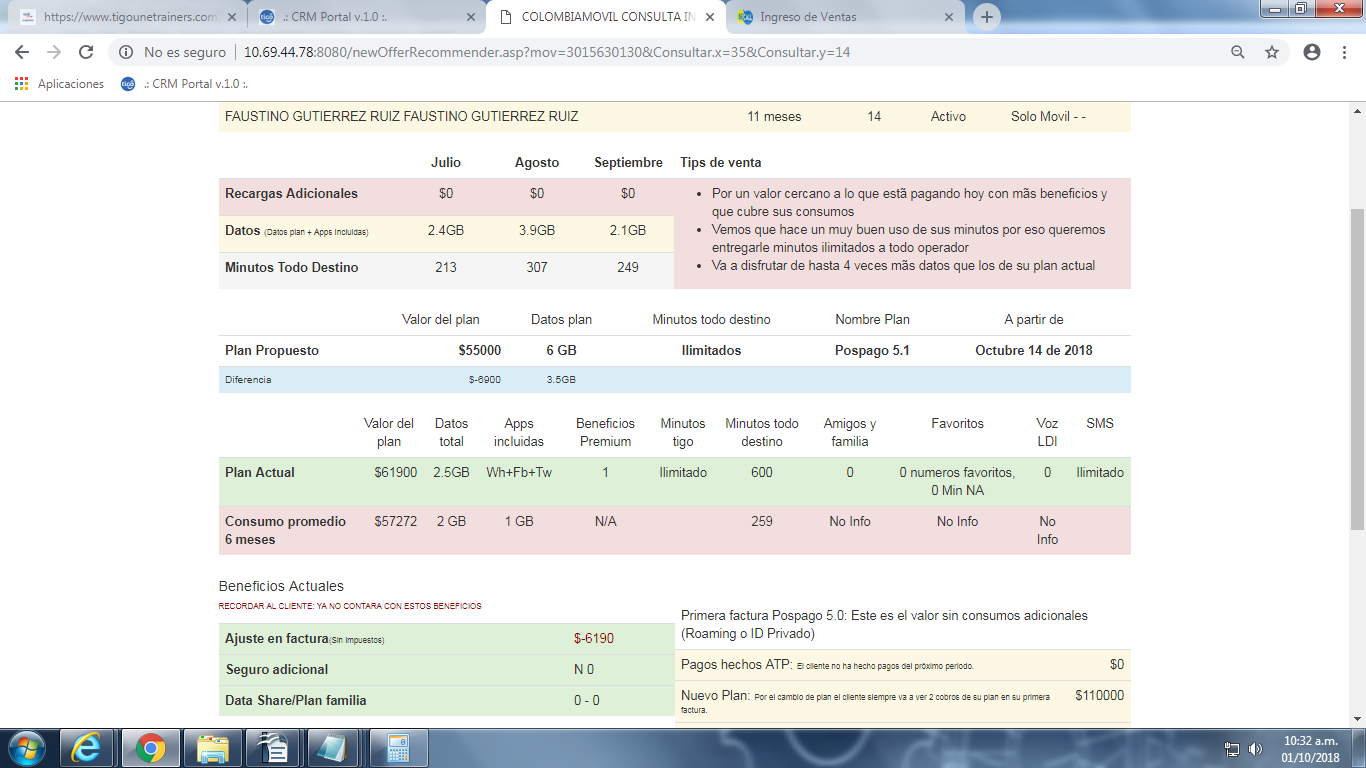 https://www.tigounetrainers.com
.: CRM Portal v.1.0 :.
COLOMBIAMOVIL CONSULTA IN
Ingreso de Ventas
No es seguro
10.69.44.78:8080/newOfferRecommender.asp?mov=3015630130&Consultar.x=35&Consultar.y=14
Aplicaciones
.: CRM Portal v.1.0 :.
FAUSTINO GUTIERREZ RUIZ FAUSTINO GUTIERREZ RUIZ 11 meses 14 Activo Solo Movil - -
Julio Agosto Septiembre Tips de venta
Recargas Adicionales $0 $0 $0
Datos (Datos plan + Apps incluidas) 2.4GB 3.9GB 2.1GB
Minutos Todo Destino 213 307 249
• Por un valor cercano a lo que estã pagando hoy con mãs beneficios y
que cubre sus consumos
• Vemos que hace un muy buen uso de sus minutos por eso queremos
entregarle minutos ilimitados a todo operador
• Va a disfrutar de hasta 4 veces mãs datos que los de su plan actual
Valor del plan Datos plan Minutos todo destino Nombre Plan A partir de
Plan Propuesto $55000 6 GB Ilimitados Pospago 5.1 Octubre 14 de 2018
Diferencia $-6900 3.5GB
Valor del Datos Apps Beneficios Minutos Minutos todo Amigos y Favoritos Voz SMS
plan total incluidas Premium tigo destino familia LDI
Plan Actual $61900 2.5GB Wh+Fb+Tw 1 Ilimitado 600 0 0 numeros favoritos, 0 Ilimitado
0 Min NA
Consumo promedio $57272 2 GB 1 GB N/A 259 No Info No Info No
6 meses Info
Beneficios Actuales
RECORDAR AL CLIENTE: YA NO CONTARA CON ESTOS BENEFICIOS
Ajuste en factura(Sin impuestos) $-6190
Seguro adicional N 0
Data Share/Plan familia 0 - 0
Primera factura Pospago 5.0: Este es el valor sin consumos adicionales
(Roaming o ID Privado)
Pagos hechos ATP: El cliente no ha hecho pagos del próximo periodo. $0
Nuevo Plan: Por el cambio de plan el cliente siempre va a ver 2 cobros de su plan en su primera $110000
factura.
10:32 a.m.
01/10/2018